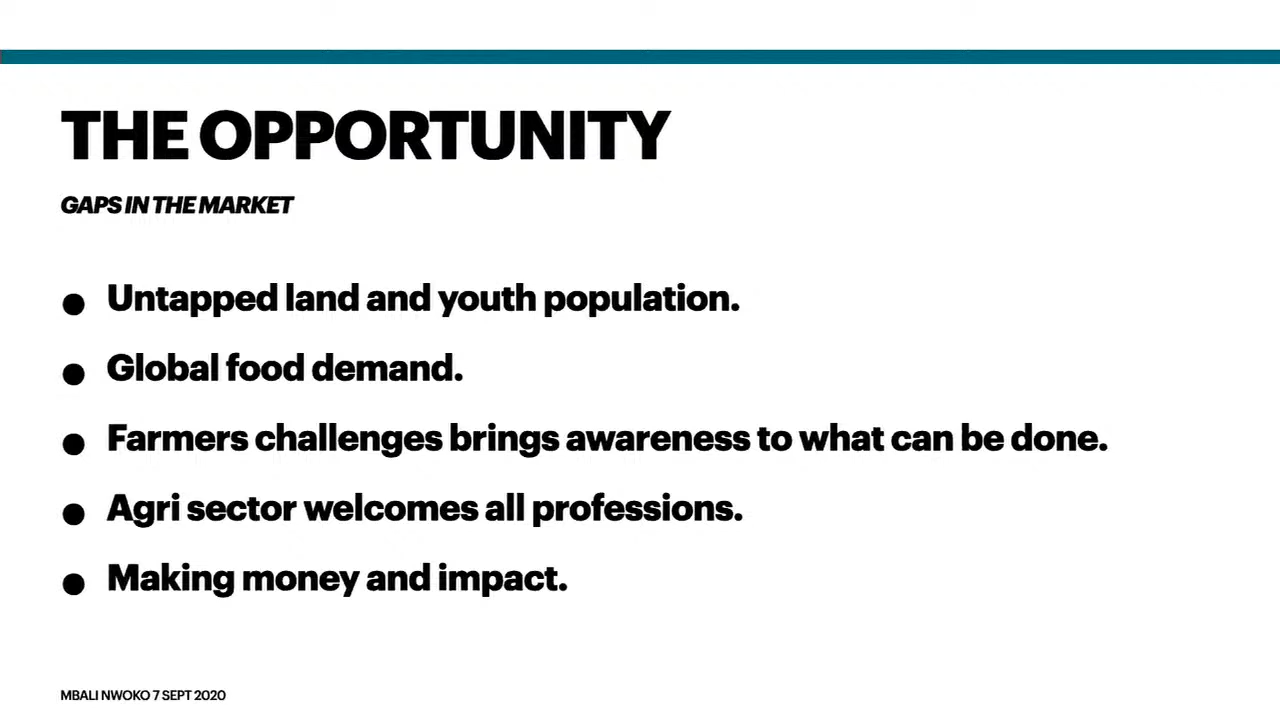 THE OPPORTUNITY
GAPS IN THE MARKET
● Untapped land and youth population.
● Global food demand.
● Farmers challenges brings awareness to what can be done.
● Agri sector welcomes all professions.
● Making money and impact.
MBALI NWOKO 7 SEPT 2020